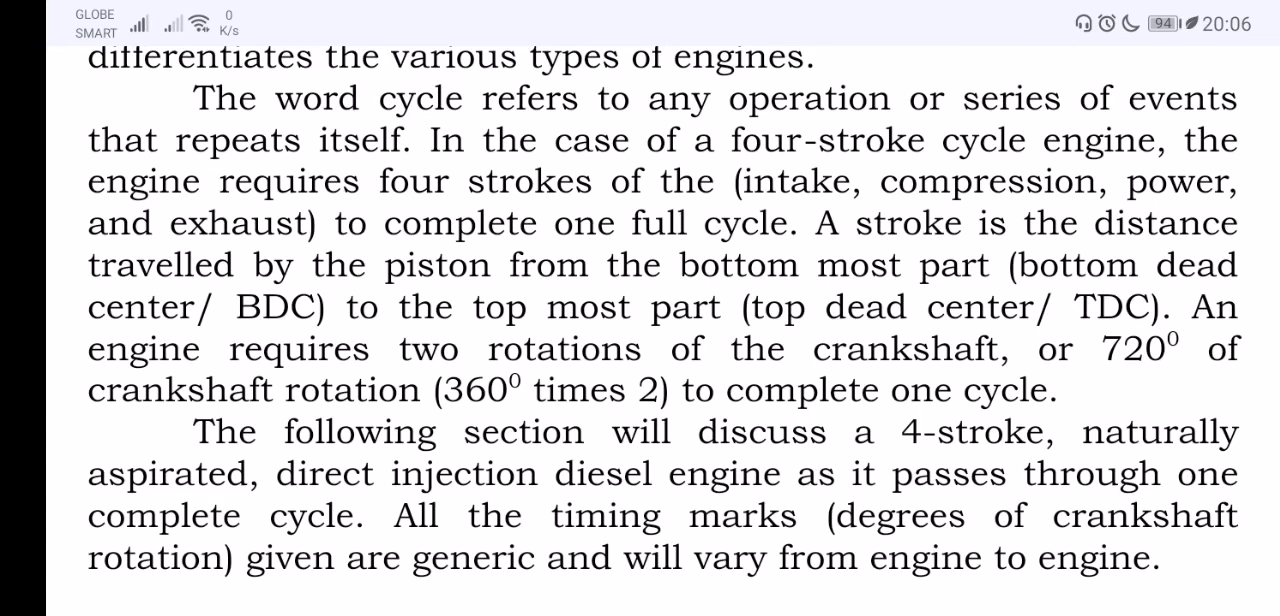 GLOBE 0
SMART K/s 94 20:06
differentiates the various types of engines.
The word cycle refers to any operation or series of events
that repeats itself. In the case of a four-stroke cycle engine, the
engine requires four strokes of the (intake, compression, power,
and exhaust) to complete one full cycle. A stroke is the distance
travelled by the piston from the bottom most part (bottom dead
center/ BDC) to the top most part (top dead center/ TDC). An
engine requires two rotations of the crankshaft, or 720⁰ of
crankshaft rotation (360⁰ times 2) to complete one cycle.
The following section will discuss a 4-stroke, naturally
aspirated, direct injection diesel engine as it passes through one
complete cycle. All the timing marks (degrees of crankshaft
rotation) given are generic and will vary from engine to engine.